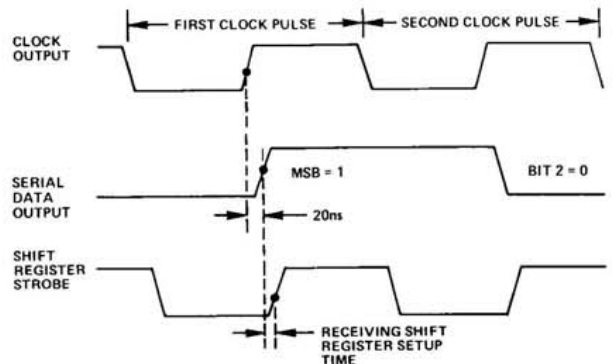 FIRST CLOCK PULSE
SECOND CLOCK PULSE
CLOCK
OUTPUT
MSB = 1
BIT 2 = 0
SERIAL
DATA
OUTPUT
20ns
SHIFT
REGISTER
STROBE
RECEIVING SHIFT
REGISTER SETUP
TIME